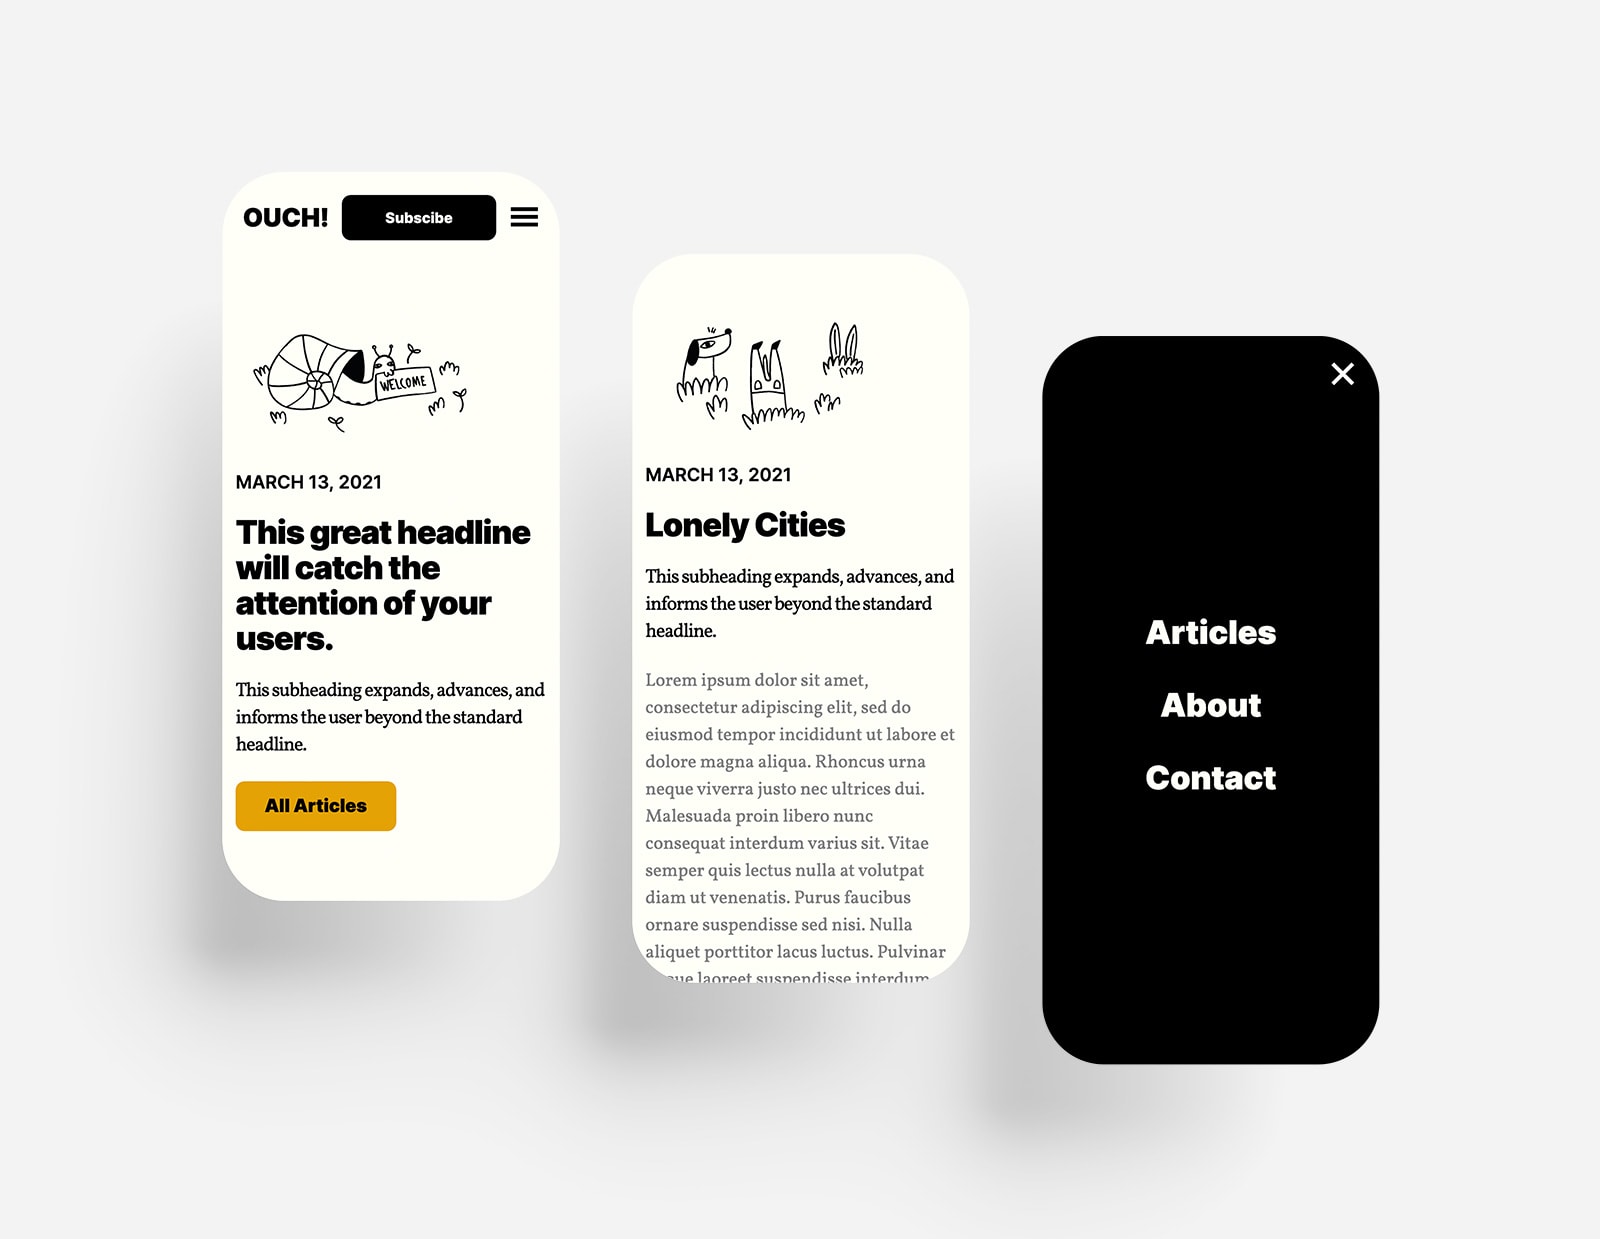 OUCH!
Subscibe
WELCOME
MARCH 13, 2021
This great headline
will catch the
attention of your
users.
This subheading expands, advances, and
informs the user beyond the standard
headline.
All Articles
MARCH 13, 2021
Lonely Cities
This subheading expands, advances, and
informs the user beyond the standard
headline.
Lorem ipsum dolor sit amet,
consectetur adipiscing elit, sed do
eiusmod tempor incididunt ut labore et
dolore magna aliqua. Rhoncus urna
neque viverra justo nec ultrices dui.
Malesuada proin libero nunc
consequat interdum varius sit. Vitae
semper quis lectus nulla at volutpat
diam ut venenatis. Purus faucibus
ornare suspendisse sed nisi. Nulla
aliquet porttitor lacus luctus. Pulvinar
laoreet suspendisse interdum
Articles
About
Contact